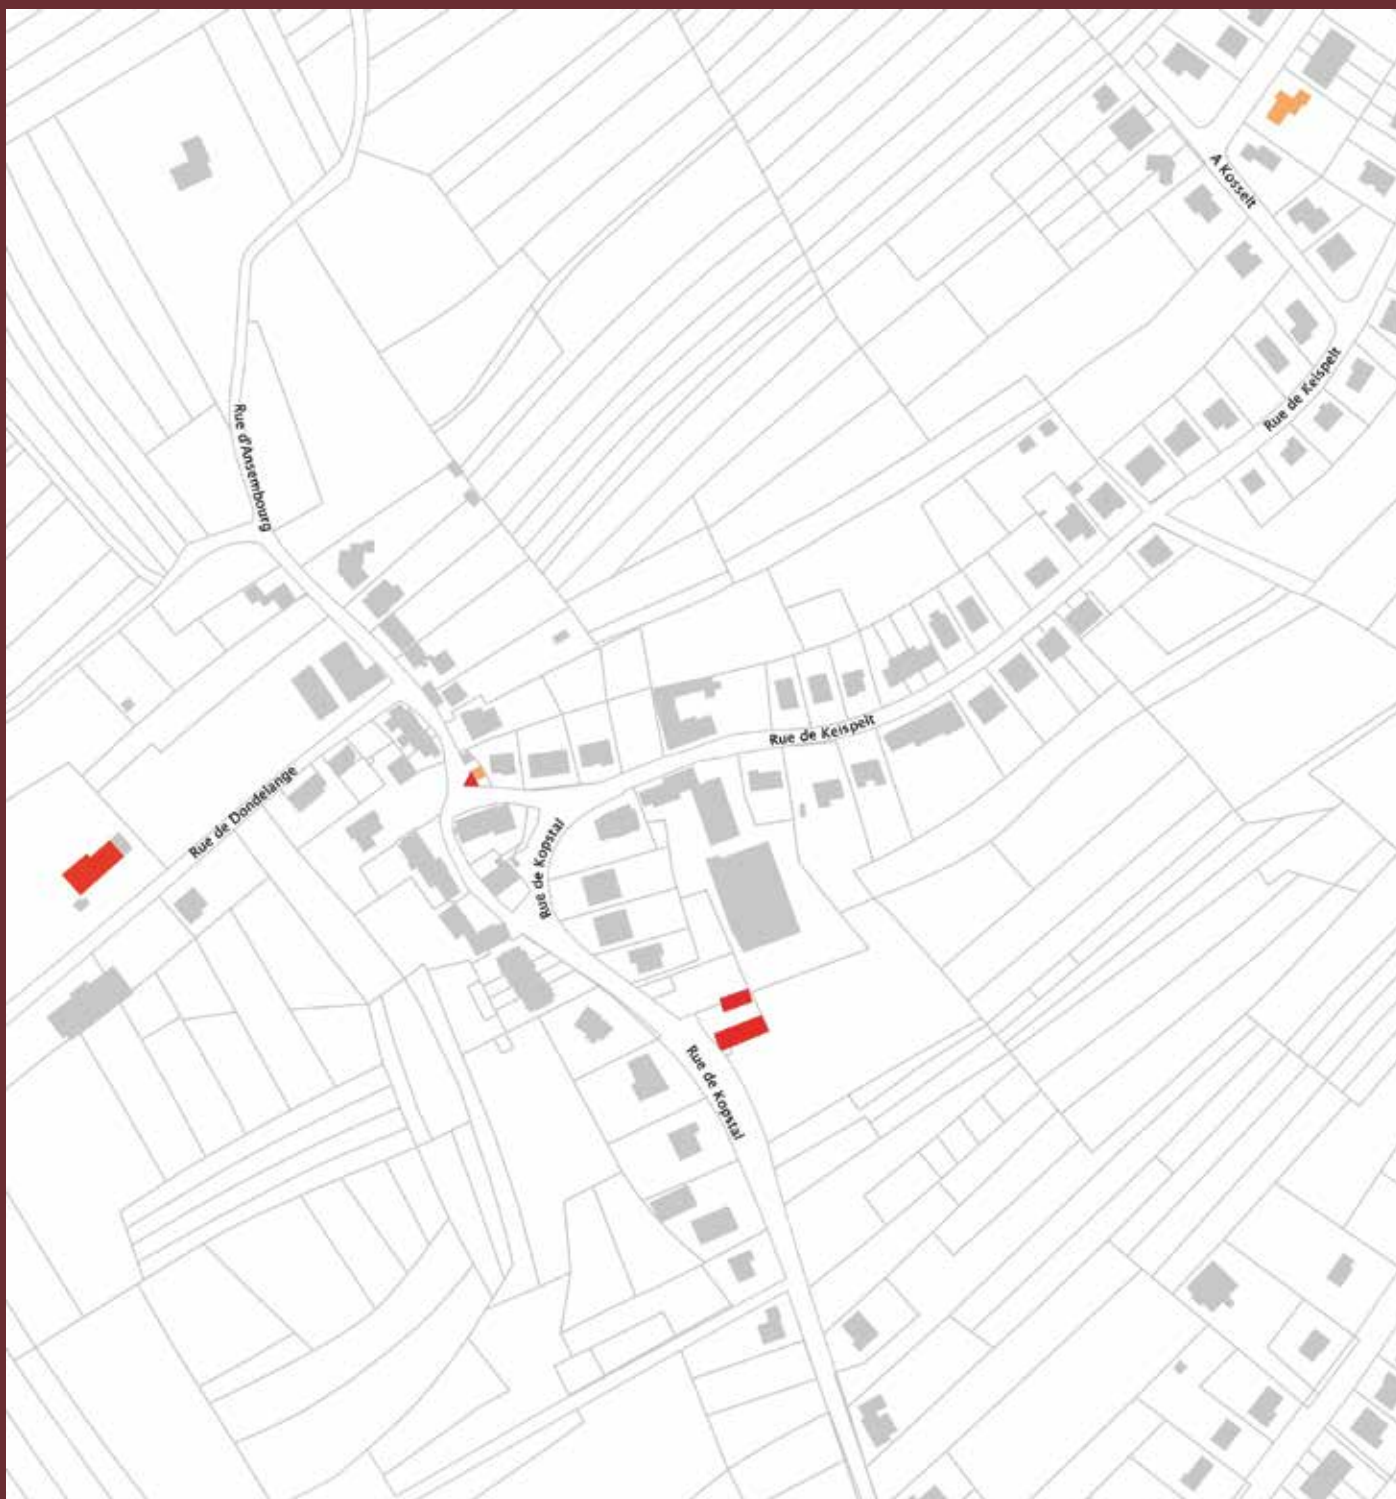 A Kosselt
Rue de Keispelt
Rue d'Ansembourg
Rue de Keispelt
Rue de Dondelange
Rue de Kopstal
Rue de Kopstal